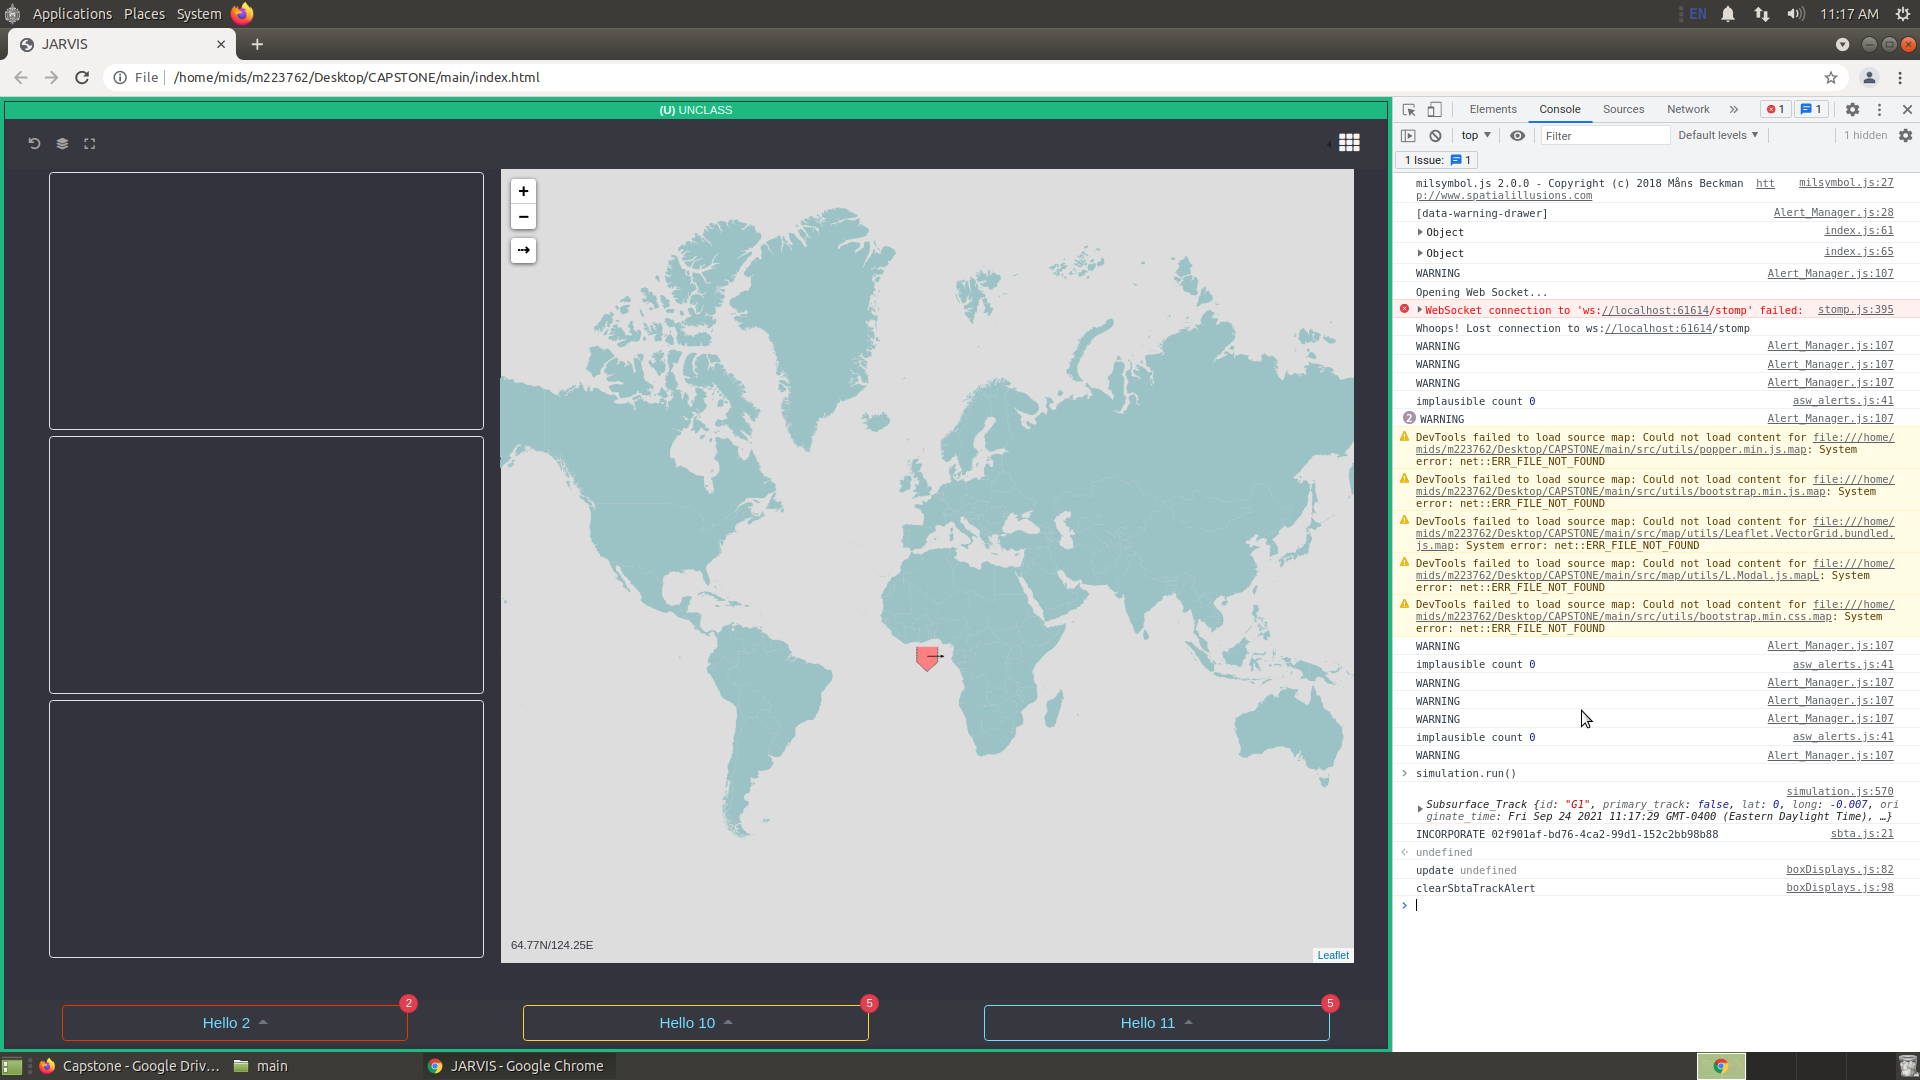 Applications Places System EN 11:17 AM
JARVIS
File /home/mids/m223762/Desktop/CAPSTONE/main/index.html
(U) UNCLASS
+
−
64.77N/124.25E
Leaflet
2
Hello 2
5
Hello 10
5
Hello 11
Elements Console Sources Network » 1 1
top Filter Default levels 1 hidden
1 Issue: 1
milsymbol.js 2.0.0 - Copyright (c) 2018 Måns Beckman htt milsymbol.js:27
p://www.spatialillusions.com
[data-warning-drawer] Alert_Manager.js:28
Object index.js:61
Object index.js:65
WARNING Alert_Manager.js:107
Opening Web Socket...
WebSocket connection to 'ws://localhost:61614/stomp' failed: stomp.js:395
Whoops! Lost connection to ws://localhost:61614/stomp
WARNING Alert_Manager.js:107
WARNING Alert_Manager.js:107
WARNING Alert_Manager.js:107
implausible count 0 asw_alerts.js:41
2 WARNING Alert_Manager.js:107
DevTools failed to load source map: Could not load content for file:///home/
mids/m223762/Desktop/CAPSTONE/main/src/utils/popper.min.js.map: System
error: net::ERR_FILE_NOT_FOUND
DevTools failed to load source map: Could not load content for file:///home/
mids/m223762/Desktop/CAPSTONE/main/src/utils/bootstrap.min.js.map: System
error: net::ERR_FILE_NOT_FOUND
DevTools failed to load source map: Could not load content for file:///home/
mids/m223762/Desktop/CAPSTONE/main/src/map/utils/Leaflet.VectorGrid.bundled.
js.map: System error: net::ERR_FILE_NOT_FOUND
DevTools failed to load source map: Could not load content for file:///home/
mids/m223762/Desktop/CAPSTONE/main/src/map/utils/L.Modal.js.mapL: System
error: net::ERR_FILE_NOT_FOUND
DevTools failed to load source map: Could not load content for file:///home/
mids/m223762/Desktop/CAPSTONE/main/src/utils/bootstrap.min.css.map: System
error: net::ERR_FILE_NOT_FOUND
WARNING Alert_Manager.js:107
implausible count 0 asw_alerts.js:41
WARNING Alert_Manager.js:107
WARNING Alert_Manager.js:107
WARNING Alert_Manager.js:107
implausible count 0 asw_alerts.js:41
WARNING Alert_Manager.js:107
simulation.run()
simulation.js:570
Subsurface_Track {id: "G1", primary_track: false, lat: 0, long: -0.007, ori
ginate_time: Fri Sep 24 2021 11:17:29 GMT-0400 (Eastern Daylight Time), …}
INCORPORATE 02f901af-bd76-4ca2-99d1-152c2bb98b88 sbta.js:21
undefined
update undefined boxDisplays.js:82
clearSbtaTrackAlert boxDisplays.js:98
Capstone - Google Driv… main JARVIS - Google Chrome